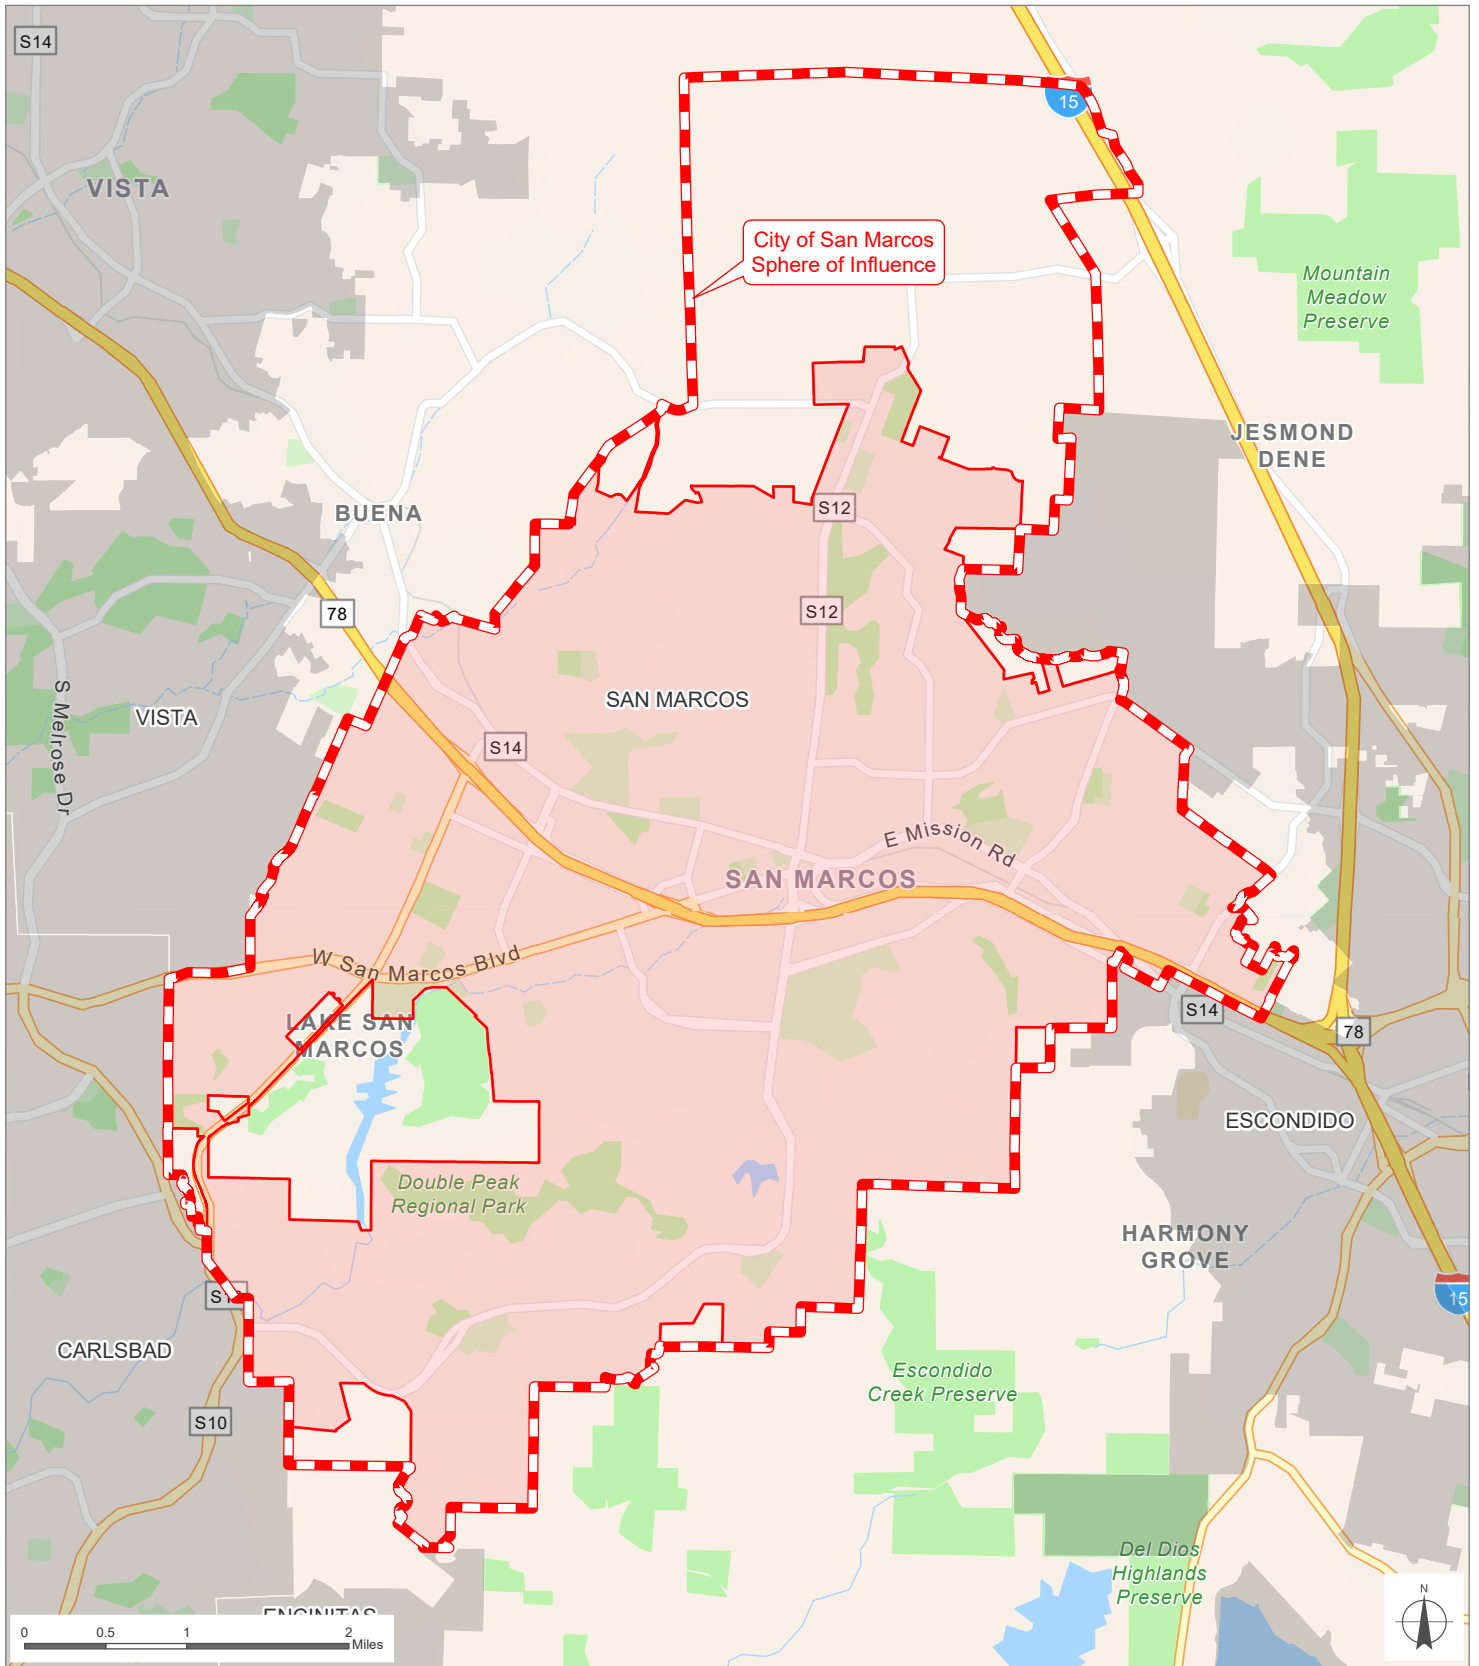 S14
15
VISTA
City of San Marcos
Sphere of Influence
Mountain
Meadow
Preserve
JESMOND
DENE
BUENA
S12
78
S12
S Melrose Dr
VISTA
SAN MARCOS
S14
E Mission Rd
SAN MARCOS
W San Marcos Blvd
S14
78
LAKE SAN
MARCOS
ESCONDIDO
Double Peak
Regional Park
HARMONY
GROVE
15
CARLSBAD
Escondido
Creek Preserve
S10
Del Dios
Highlands
Preserve
ENCINITAS
N
0 0.5 1 2
Miles